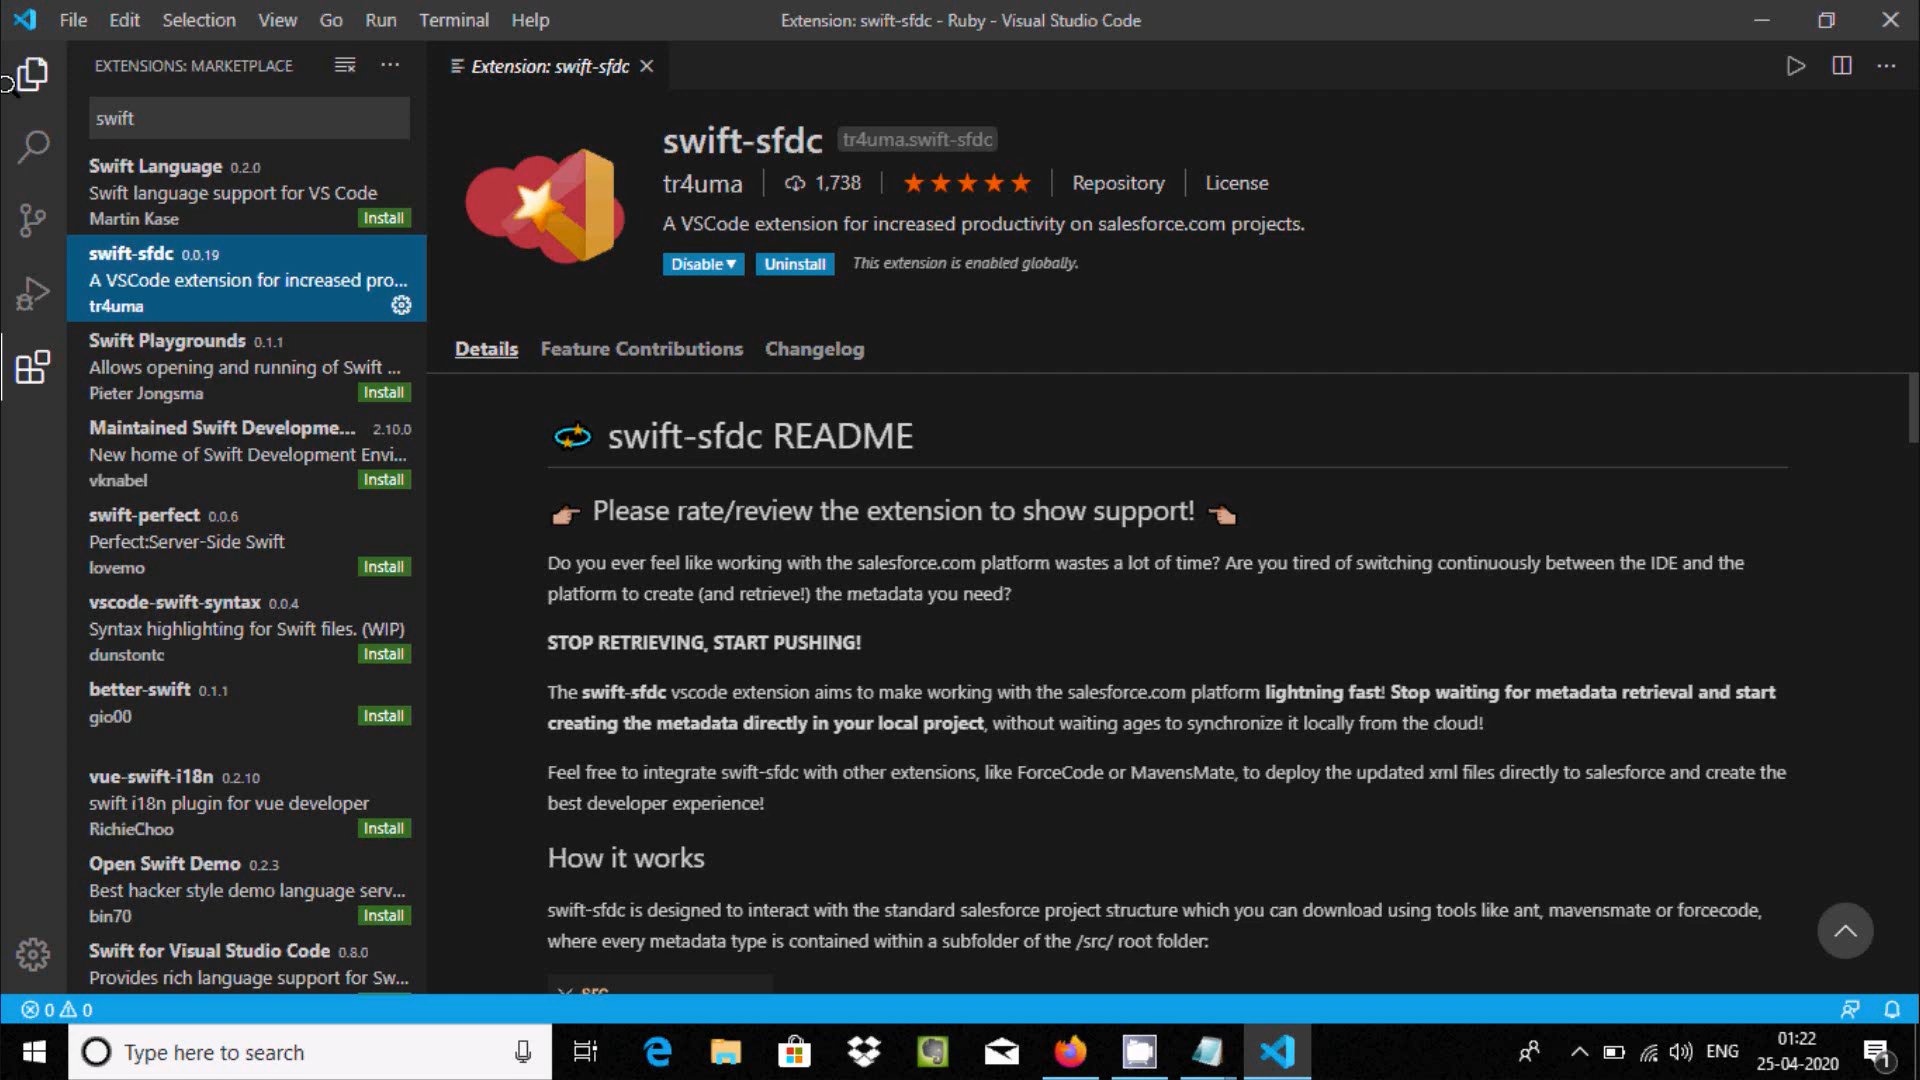 File Edit Selection View Go Run Terminal Help
Extension: swift-sfdc - Ruby - Visual Studio Code
EXTENSIONS: MARKETPLACE
swift
Swift Language 0.2.0
Swift language support for VS Code
Martin Kase Install
swift-sfdc 0.0.19
A VSCode extension for increased pro...
tr4uma
Swift Playgrounds 0.1.1
Allows opening and running of Swift ...
Pieter Jongsma Install
Maintained Swift Developme... 2.10.0
New home of Swift Development Envi...
vknabel Install
swift-perfect 0.0.6
Perfect:Server-Side Swift
lovemo Install
vscode-swift-syntax 0.0.4
Syntax highlighting for Swift files. (WIP)
dunstontc Install
better-swift 0.1.1
gio00 Install
vue-swift-i18n 0.2.10
swift i18n plugin for vue developer
RichieChoo Install
Open Swift Demo 0.2.3
Best hacker style demo language serv...
bin70 Install
Swift for Visual Studio Code 0.8.0
Provides rich language support for Sw...
Extension: swift-sfdc
swift-sfdc tr4uma.swift-sfdc
tr4uma 1,738 Repository License
A VSCode extension for increased productivity on salesforce.com projects.
Disable Uninstall This extension is enabled globally.
Details Feature Contributions Changelog
swift-sfdc README
Please rate/review the extension to show support!
Do you ever feel like working with the salesforce.com platform wastes a lot of time? Are you tired of switching continuously between the IDE and the
platform to create (and retrieve!) the metadata you need?
STOP RETRIEVING, START PUSHING!
The swift-sfdc vscode extension aims to make working with the salesforce.com platform lightning fast! Stop waiting for metadata retrieval and start
creating the metadata directly in your local project, without waiting ages to synchronize it locally from the cloud!
Feel free to integrate swift-sfdc with other extensions, like ForceCode or MavensMate, to deploy the updated xml files directly to salesforce and create the
best developer experience!
How it works
swift-sfdc is designed to interact with the standard salesforce project structure which you can download using tools like ant, mavensmate or forcecode,
where every metadata type is contained within a subfolder of the /src/ root folder:
src
0 0
Type here to search
ENG
01:22
25-04-2020
1